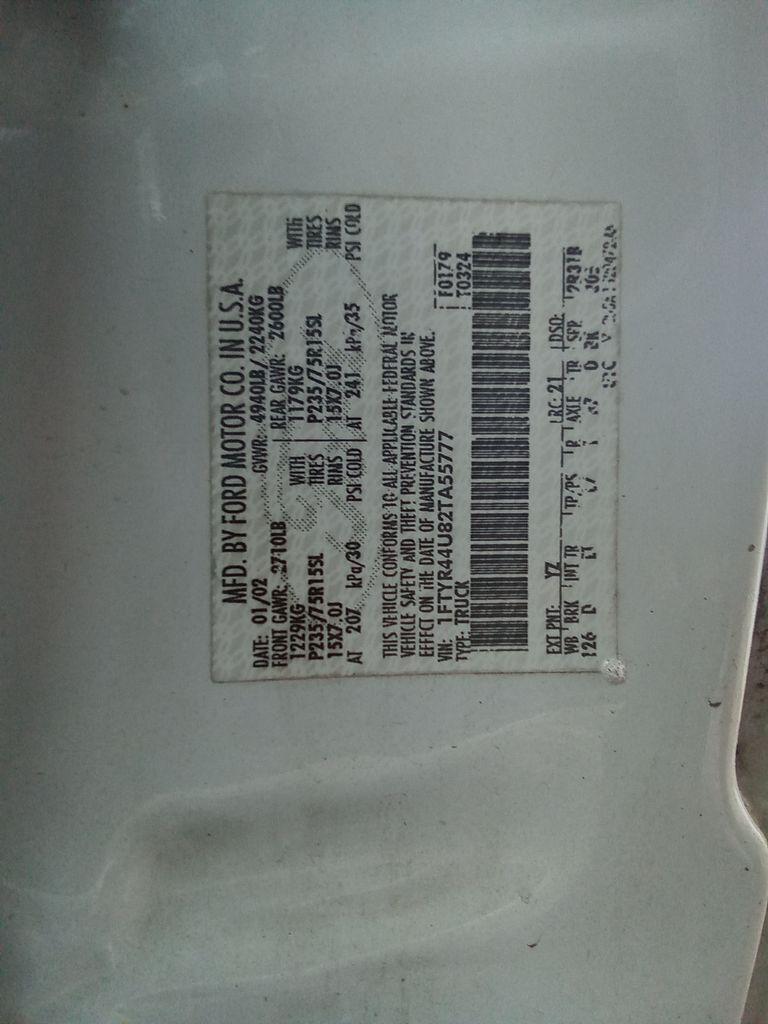 MFD. BY FORD MOTOR CO. IN U.S.A.
DATE: 01/02 GVWR: 4940LB/ 2240KG
FRONT GAWR: 2710LB REAR GAWR: 2600LB
1229KG WITH 1179KG WITH
P235/75R15SL TIRES P235/75R15SL TIRES
15X7.0J RIMS 15X7.0J RIMS
AT 207 kPa/30 PSI COLD AT 241 kPa/35 PSI COLD
THIS VEHICLE CONFORMS TO ALL APPLICABLE FEDERAL MOTOR
VEHICLE SAFETY AND THEFT PREVENTION STANDARDS IN
EFFECT ON THE DATE OF MANUFACTURE SHOWN ABOVE.
VIN: 1FTYR44U82TA55777 F0179
TYPE: TRUCK T0324
EXT PNT: YZ RC: 21 DSO:
WB BRK INT TR TP/PS R AXLE TR SPR
126 D